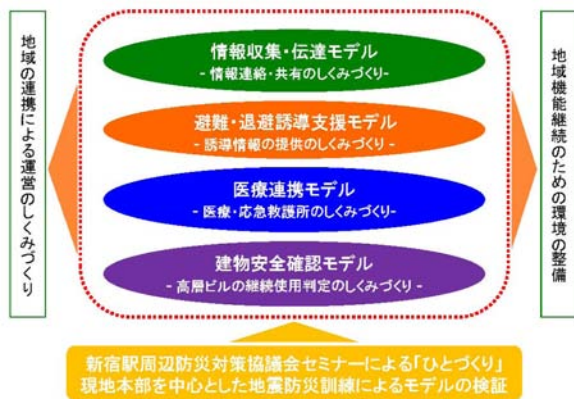 地域の連携による運営のしくみづくり
情報収集・伝達モデル
- 情報連絡・共有のしくみづくり-
避難・退避誘導支援モデル
- 誘導情報の提供のしくみづくり -
医療連携モデル
- 医療・応急救護所のしくみづくり-
建物安全確認モデル
- 高層ビルの継続使用判定のしくみづくり -
地域機能継続のための環境の整備
新宿駅周辺防災対策協議会セミナーによる「ひとづくり」
現地本部を中心とした地震防災訓練によるモデルの検証